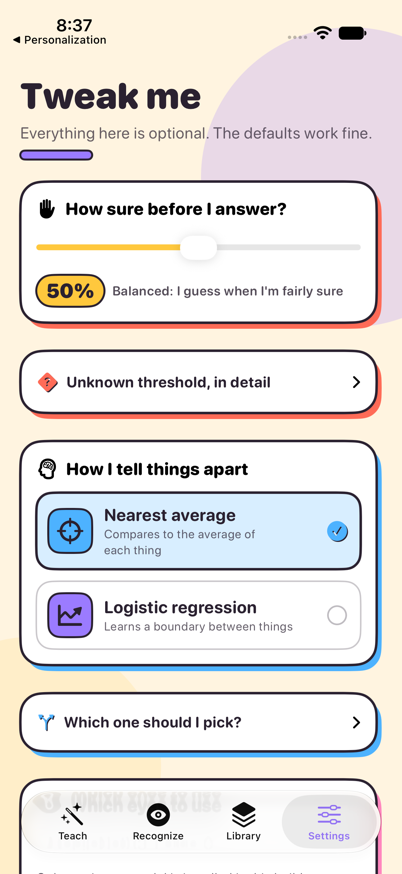 8:37
◀ Personalization
Tweak me
Everything here is optional. The defaults work fine.
How sure before I answer?
50%
Balanced: I guess when I'm fairly sure
Unknown threshold, in detail
How I tell things apart
Nearest average
Compares to the average of
each thing
Logistic regression
Learns a boundary between things
Which one should I pick?
Teach
Recognize
Library
Settings